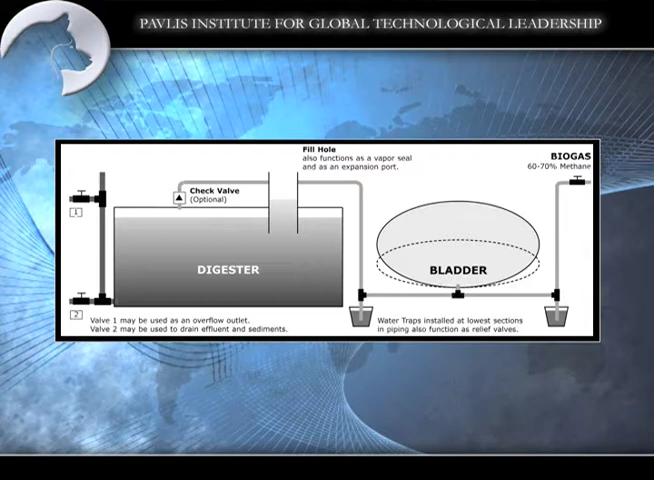 PAVLIS INSTITUTE FOR GLOBAL TECHNOLOGICAL LEADERSHIP
Fill Hole
also functions as a vapor seal
and as an expansion port.
BIOGAS
60-70% Methane
Check Valve
(Optional)
1
DIGESTER
BLADDER
2
Valve 1 may be used as an overflow outlet.
Valve 2 may be used to drain effluent and sediments.
Water Traps installed at lowest sections
in piping also function as relief valves.